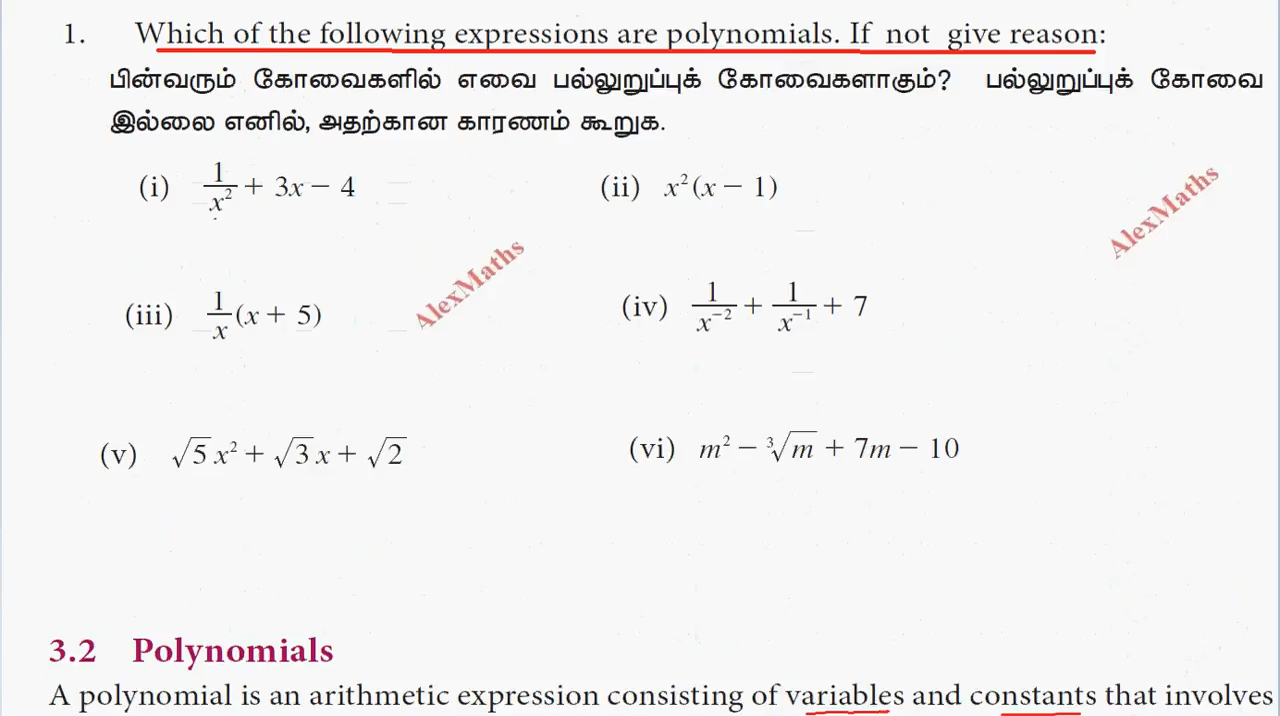 1. Which of the following expressions are polynomials. If not give reason:
பின்வரும் கோவைகளில் எவை பல்லுறுப்புக் கோவைகளாகும்? பல்லுறுப்புக் கோவை
இல்லை எனில், அதற்கான காரணம் கூறுக.
(i) 1/x² + 3x − 4 (ii) x²(x − 1)
AlexMaths
(iii) 1/x (x + 5) (iv) 1/x⁻² + 1/x⁻¹ + 7
AlexMaths
(v) √5 x² + √3 x + √2 (vi) m² − ∛m + 7m − 10
3.2 Polynomials
A polynomial is an arithmetic expression consisting of variables and constants that involves